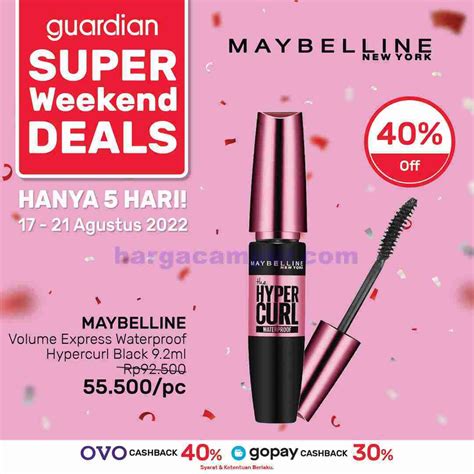 guardian
SUPER
Weekend
DEALS
HANYA 5 HARI!
17 - 21 Agustus 2022
MAYBELLINE
NEW YORK
40%
Off
MAYBELLINE
NEW YORK
the
HYPER
CURL
WATERPROOF
hargacam.com
MAYBELLINE
Volume Express Waterproof
Hypercurl Black 9.2ml
Rp92.500
55.500/pc
OVO CASHBACK 40% gopay CASHBACK 30%
Syarat & Ketentuan Berlaku.